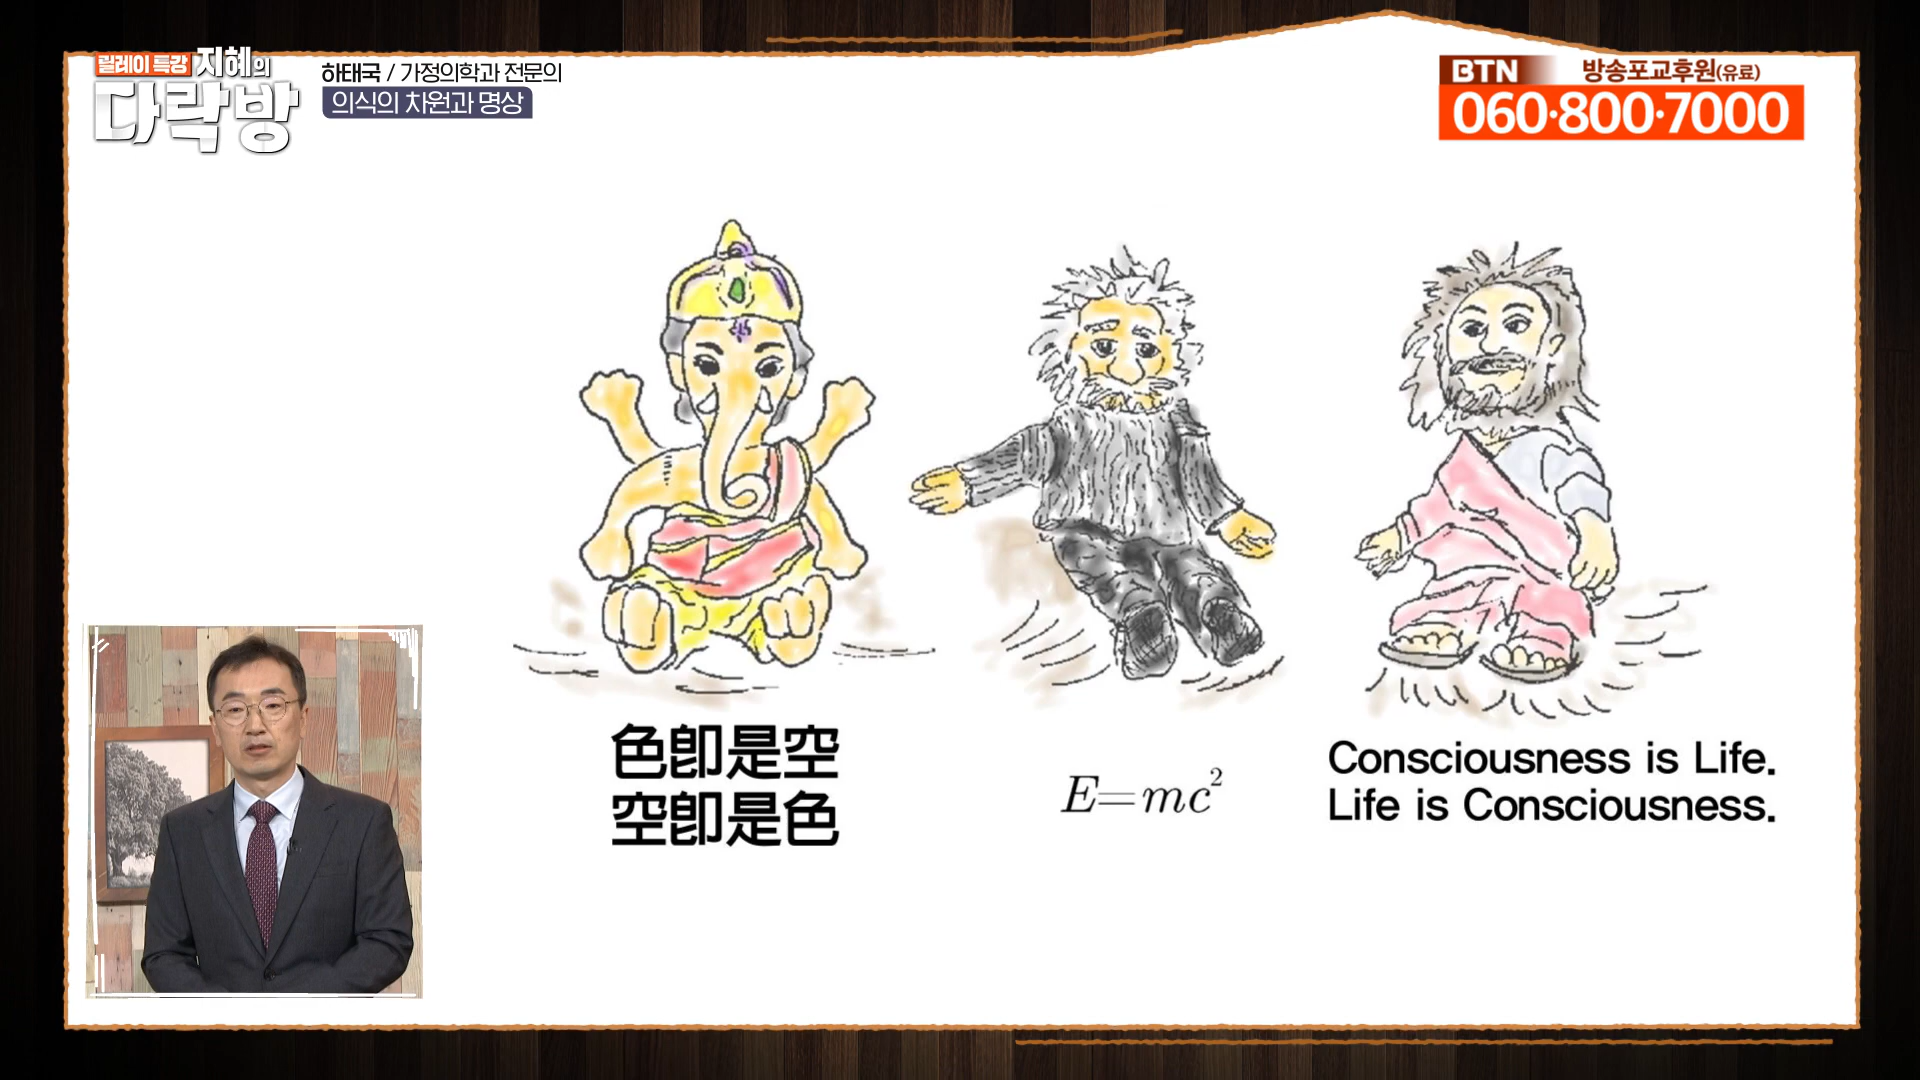 릴레이 특강 지혜의
다락방
하태국 / 가정의학과 전문의
의식의 차원과 명상
BTN 방송포교후원(유료)
060·800·7000
色卽是空
空卽是色
E=mc²
Consciousness is Life.
Life is Consciousness.